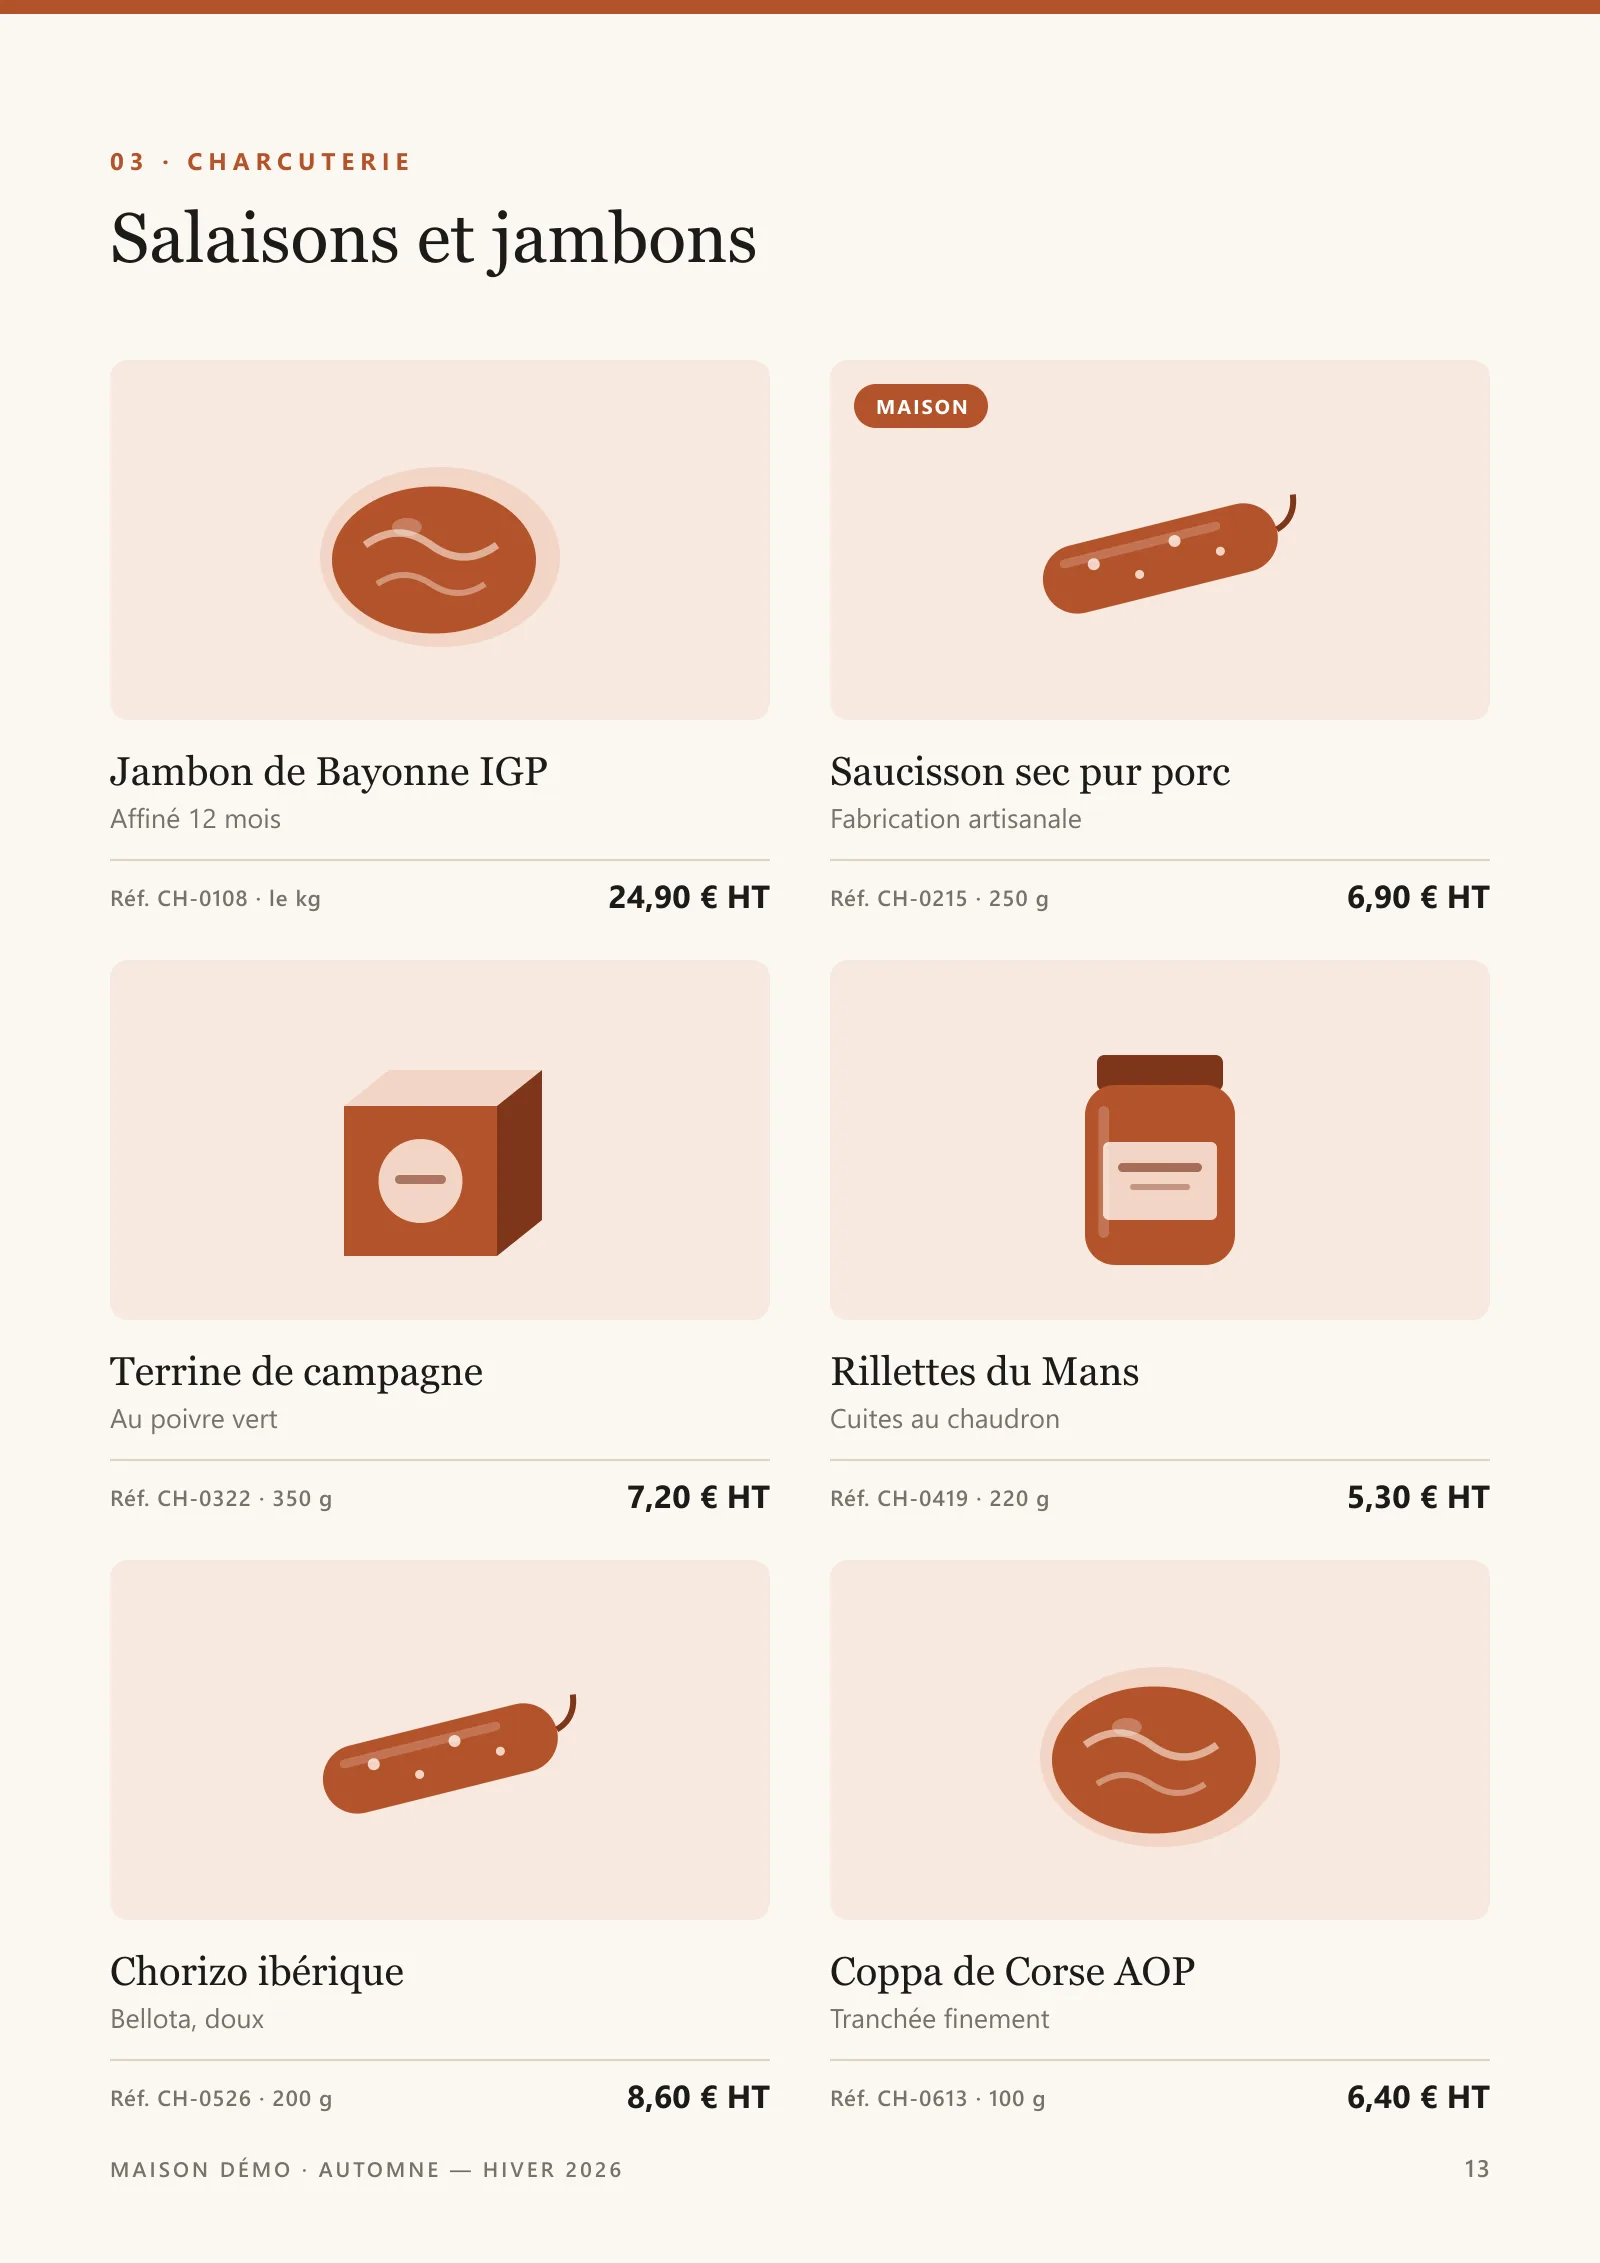 03 · CHARCUTERIE
Salaisons et jambons
Jambon de Bayonne IGP
Affiné 12 mois
Réf. CH-0108 · le kg
24,90 € HT
MAISON
Saucisson sec pur porc
Fabrication artisanale
Réf. CH-0215 · 250 g
6,90 € HT
Terrine de campagne
Au poivre vert
Réf. CH-0322 · 350 g
7,20 € HT
Rillettes du Mans
Cuites au chaudron
Réf. CH-0419 · 220 g
5,30 € HT
Chorizo ibérique
Bellota, doux
Réf. CH-0526 · 200 g
8,60 € HT
Coppa de Corse AOP
Tranchée finement
Réf. CH-0613 · 100 g
6,40 € HT
MAISON DÉMO · AUTOMNE — HIVER 2026
13